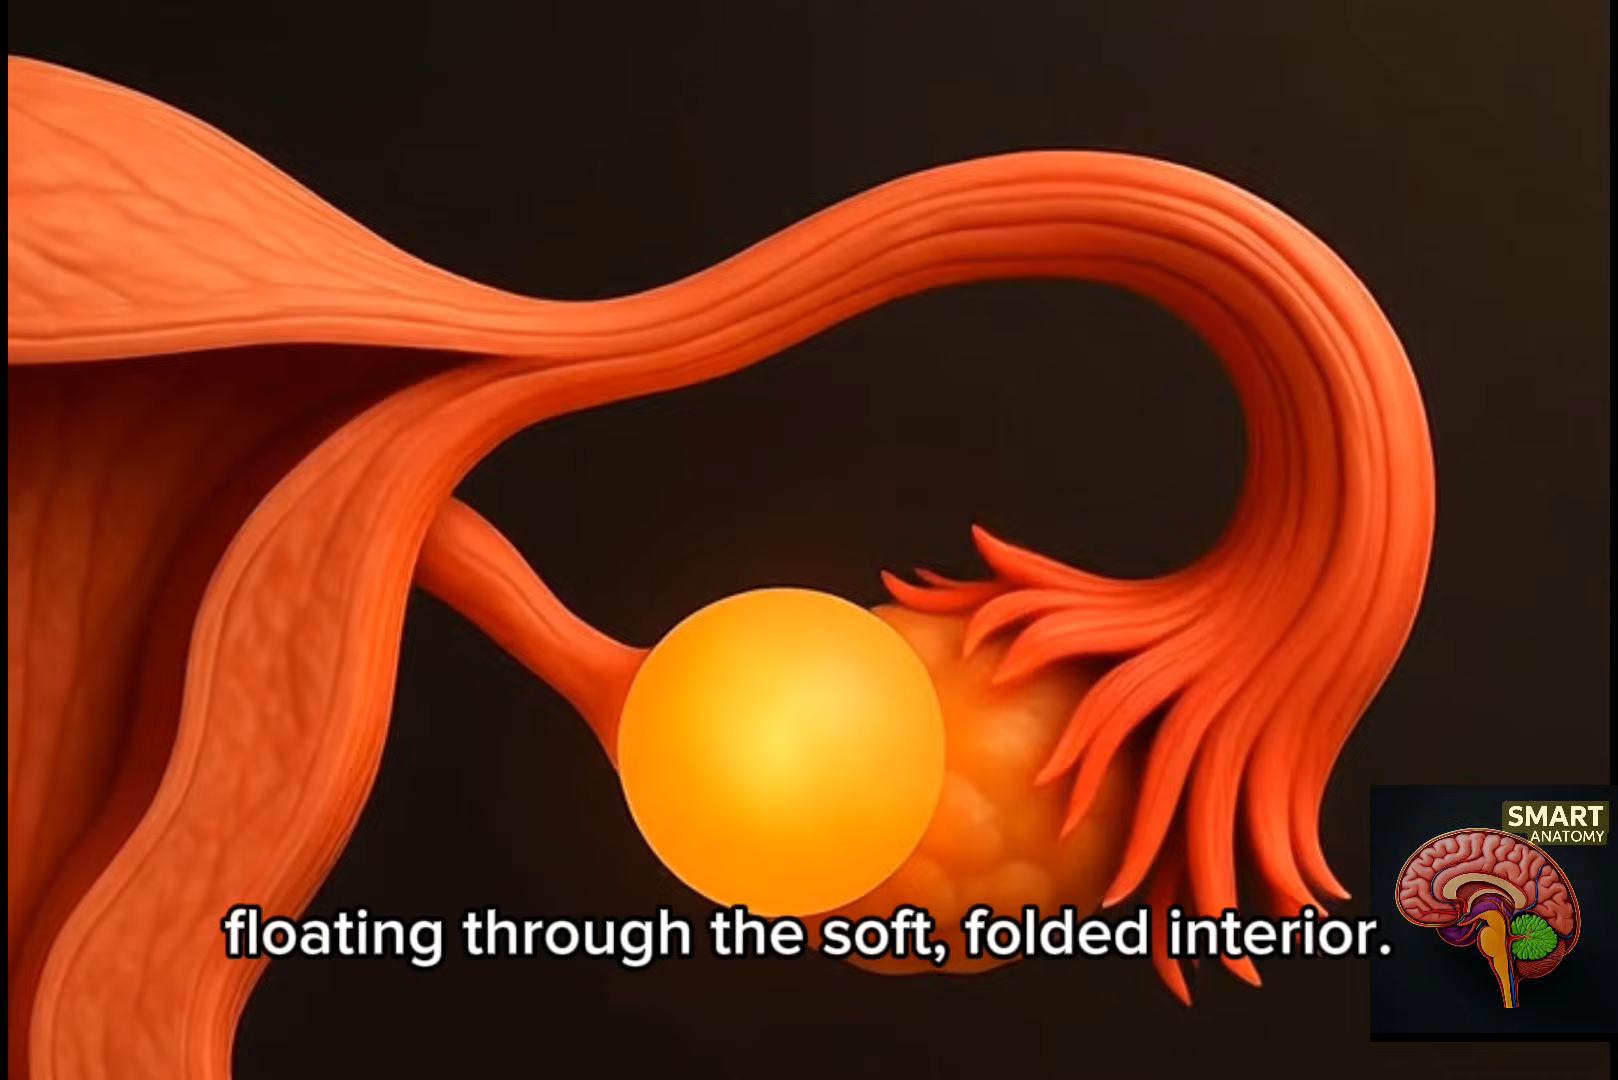 SMART
ANATOMY
floating through the soft, folded interior.